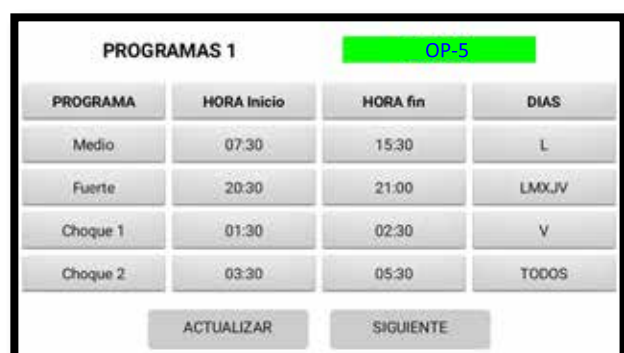 PROGRAMAS 1 OP-5
PROGRAMA HORA Inicio HORA fin DIAS
Medio 07:30 15:30 L
Fuerte 20:30 21:00 LMXJV
Choque 1 01:30 02:30 V
Choque 2 03:30 05:30 TODOS
ACTUALIZAR SIGUIENTE